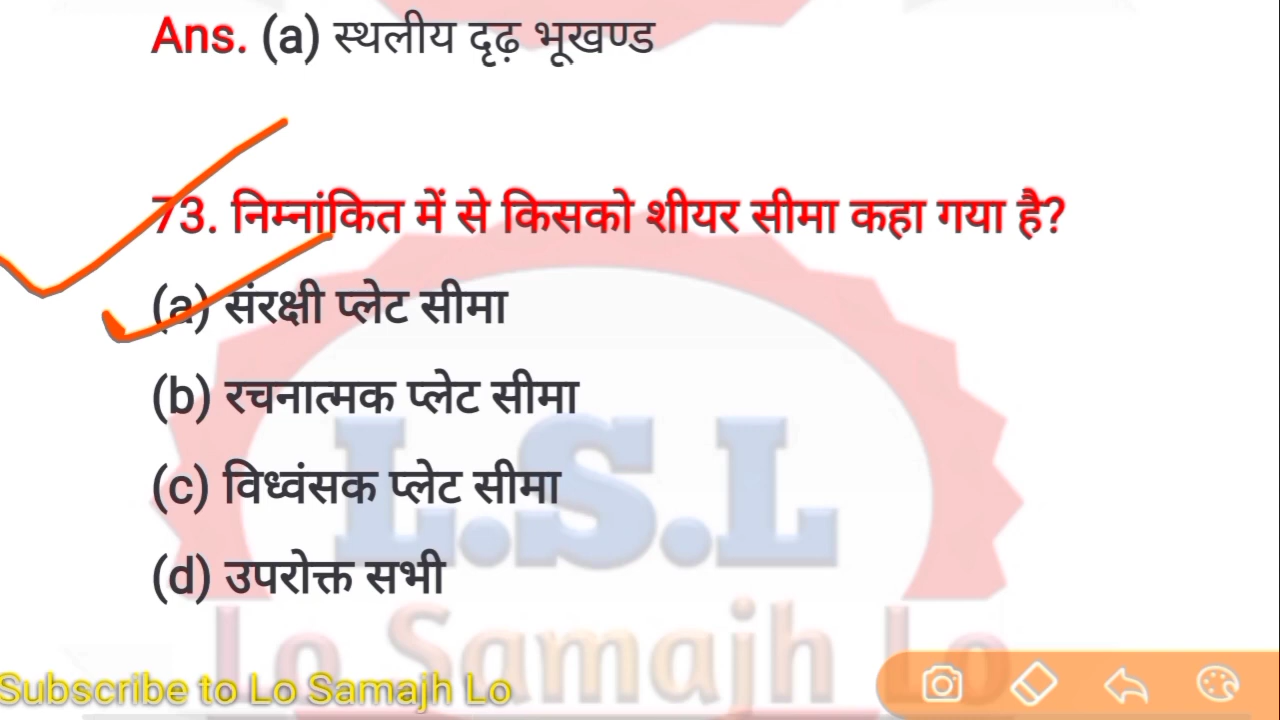 Ans. (a) स्थलीय दृढ़ भूखण्ड
73. निम्नांकित में से किसको शीयर सीमा कहा गया है?
(a) संरक्षी प्लेट सीमा
(b) रचनात्मक प्लेट सीमा
(c) विध्वंसक प्लेट सीमा
(d) उपरोक्त सभी
L.S.L
Lo Samajh Lo
Subscribe to Lo Samajh Lo